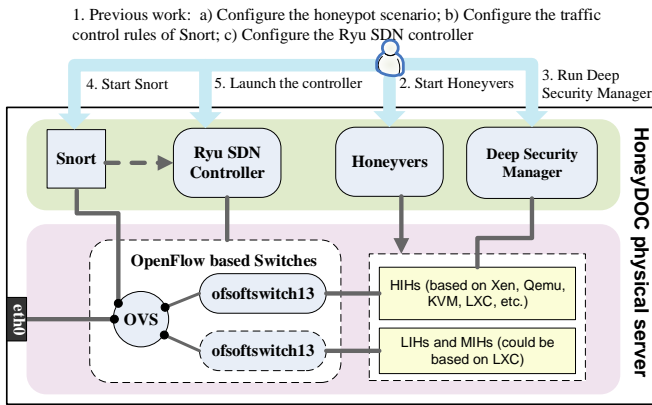 1. Previous work: a) Configure the honeypot scenario; b) Configure the traffic
control rules of Snort; c) Configure the Ryu SDN controller
4. Start Snort
5. Launch the controller
2. Start Honeyvers
3. Run Deep
Security Manager
Snort
Ryu SDN
Controller
Honeyvers
Deep Security
Manager
HoneyDOC physical server
OpenFlow based Switches
ofsoftswitch13
OVS
ofsoftswitch13
eth0
HIHs (based on Xen, Qemu,
KVM, LXC, etc.)
LIHs and MIHs (could be
based on LXC)